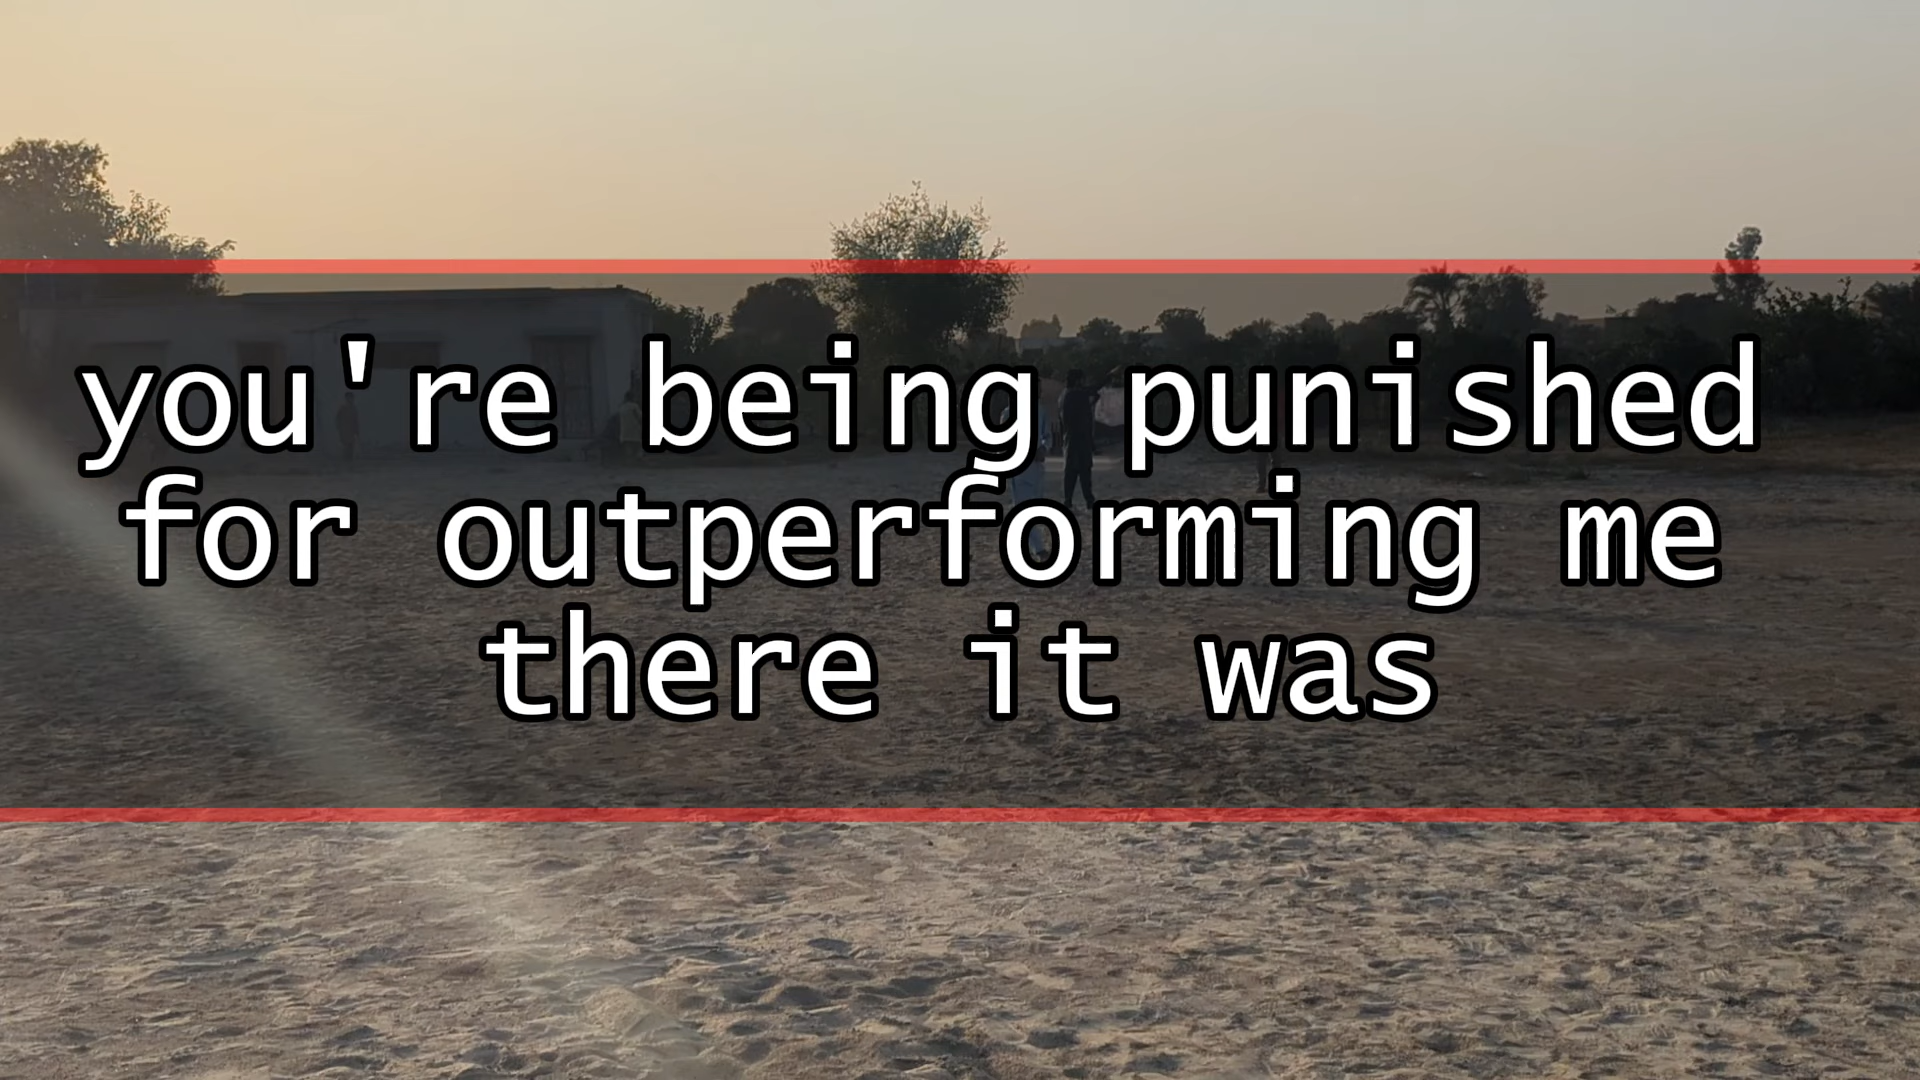 you're being punished
for outperforming me
there it was